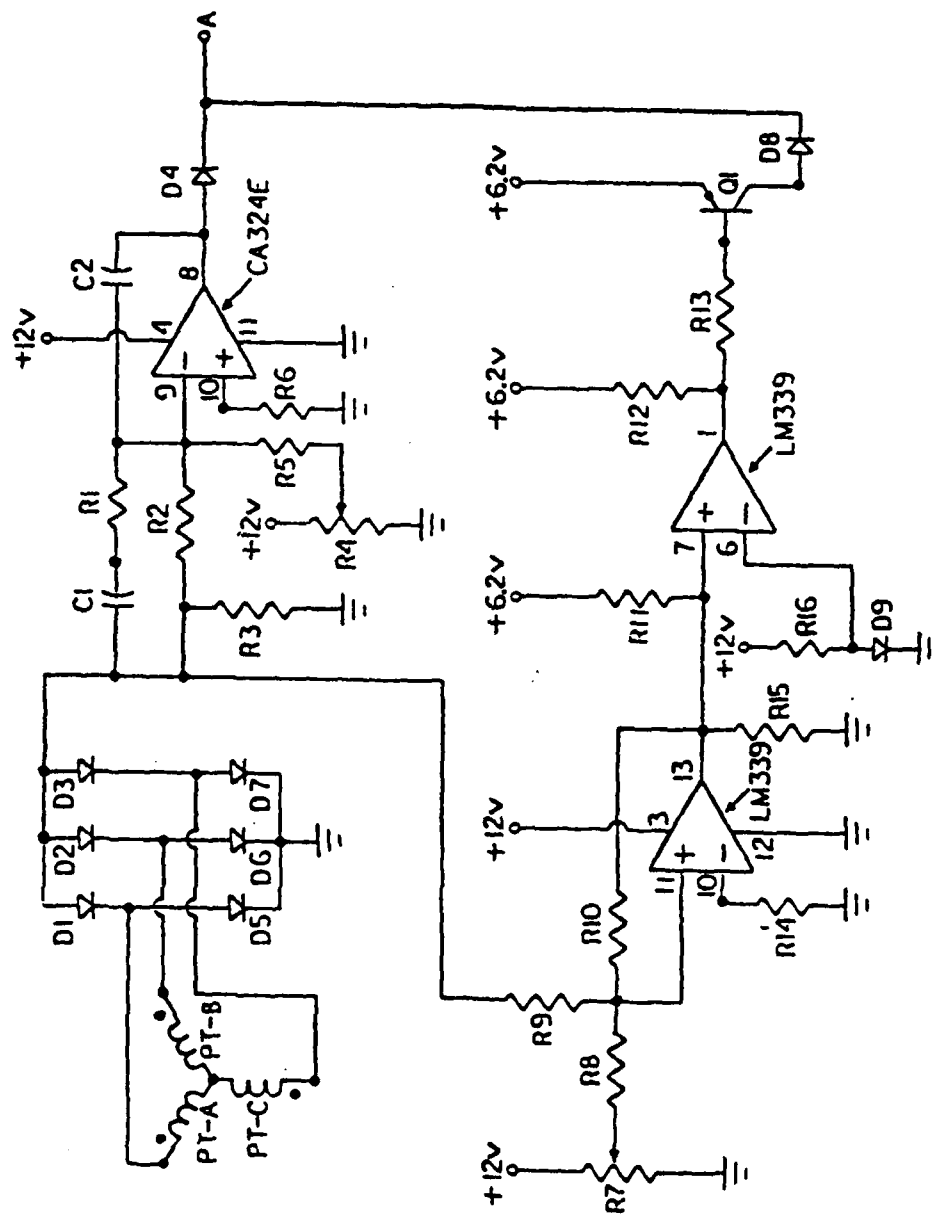 A
D4
CA324E
C2
8
+12v
4
11
9
10
−
+
R6
R1
R2
R5
+12v
R4
C1
R3
D3
D7
D2
D6
D1
D5
PT-B
PT-A
PT-C
+6.2v
Q1
D8
R13
+6.2v
R12
1
LM339
+6.2v
R11
7
6
+
−
+12v
R16
D9
R15
13
LM339
+12v
3
12
11
10
+
−
R14
R10
R9
R8
+12v
R7